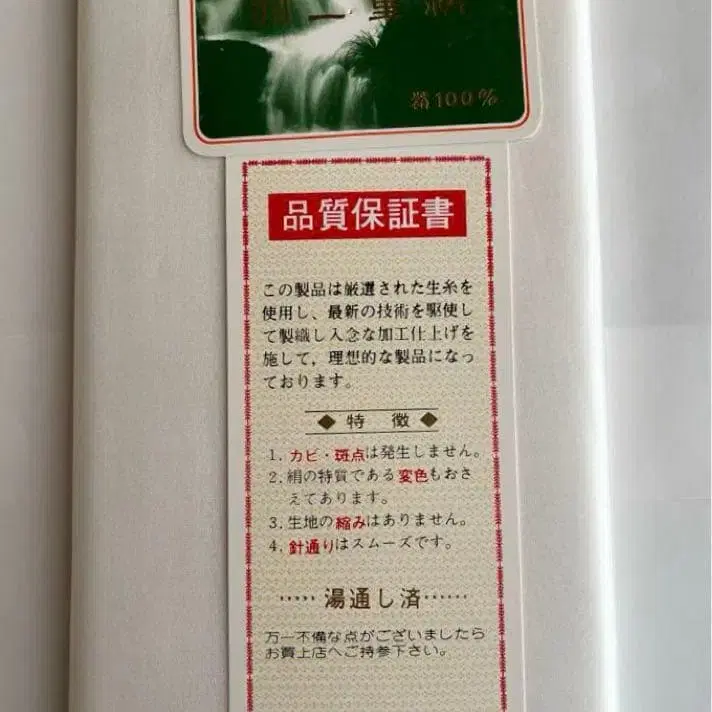 絹100%
品質保証書
この製品は厳選された生糸を
使用し、最新の技術を駆使し
て製織し入念な加工仕上げを
施して、理想的な製品になっ
ております。
◆特 徴◆
1. カビ・斑点は発生しません。
2. 絹の特質である変色もおさ
えてあります。
3. 生地の縮みはありません。
4. 針通りはスムーズです。
‥‥‥湯通し済‥‥‥
万一不備な点がございましたら
お買上店へご持参下さい。